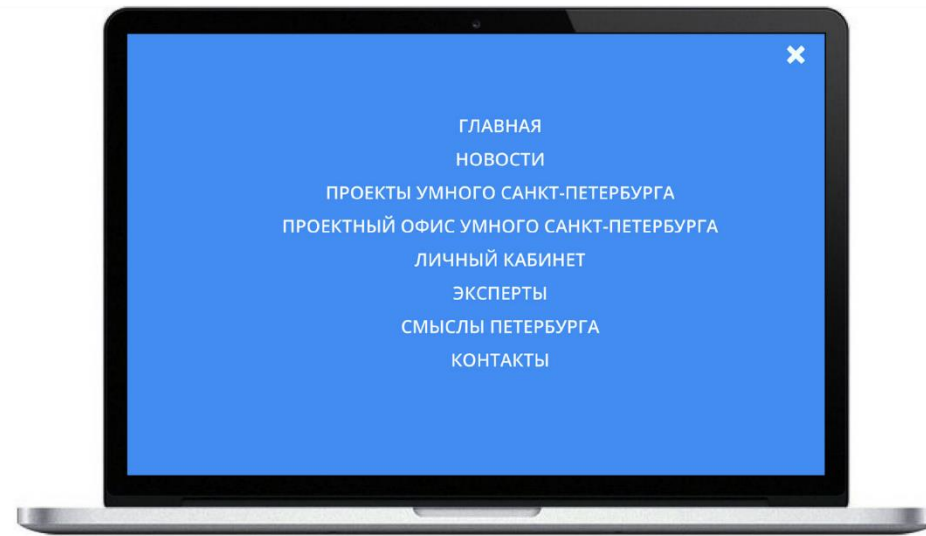 ГЛАВНАЯ
НОВОСТИ
ПРОЕКТЫ УМНОГО САНКТ-ПЕТЕРБУРГА
ПРОЕКТНЫЙ ОФИС УМНОГО САНКТ-ПЕТЕРБУРГА
ЛИЧНЫЙ КАБИНЕТ
ЭКСПЕРТЫ
СМЫСЛЫ ПЕТЕРБУРГА
КОНТАКТЫ